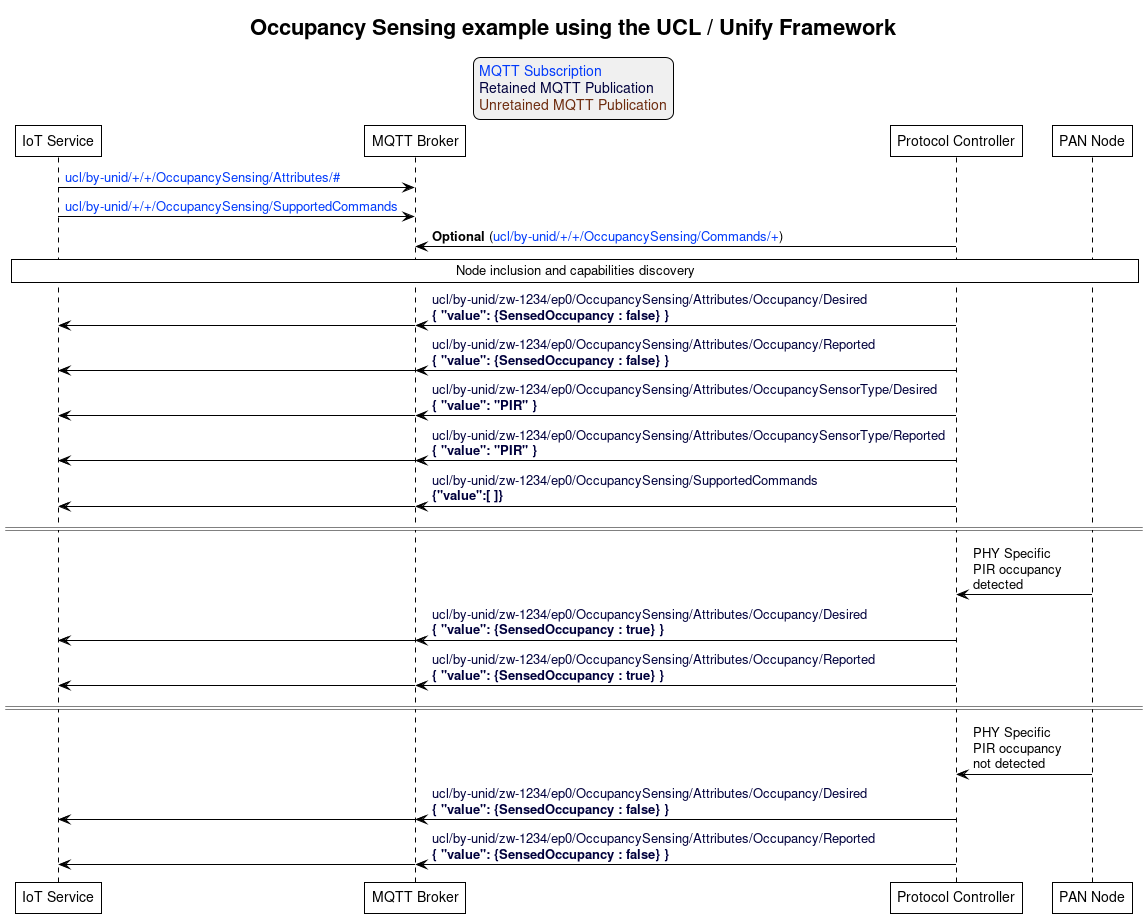 Occupancy Sensing example using the UCL / Unify Framework
MQTT Subscription
Retained MQTT Publication
Unretained MQTT Publication
IoT Service
MQTT Broker
Protocol Controller
PAN Node
ucl/by-unid/+/+/OccupancySensing/Attributes/#
ucl/by-unid/+/+/OccupancySensing/SupportedCommands
Optional (ucl/by-unid/+/+/OccupancySensing/Commands/+)
Node inclusion and capabilities discovery
ucl/by-unid/zw-1234/ep0/OccupancySensing/Attributes/Occupancy/Desired
{ "value": {SensedOccupancy : false} }
ucl/by-unid/zw-1234/ep0/OccupancySensing/Attributes/Occupancy/Reported
{ "value": {SensedOccupancy : false} }
ucl/by-unid/zw-1234/ep0/OccupancySensing/Attributes/OccupancySensorType/Desired
{ "value": "PIR" }
ucl/by-unid/zw-1234/ep0/OccupancySensing/Attributes/OccupancySensorType/Reported
{ "value": "PIR" }
ucl/by-unid/zw-1234/ep0/OccupancySensing/SupportedCommands
{"value":[ ]}
PHY Specific
PIR occupancy
detected
ucl/by-unid/zw-1234/ep0/OccupancySensing/Attributes/Occupancy/Desired
{ "value": {SensedOccupancy : true} }
ucl/by-unid/zw-1234/ep0/OccupancySensing/Attributes/Occupancy/Reported
{ "value": {SensedOccupancy : true} }
PHY Specific
PIR occupancy
not detected
ucl/by-unid/zw-1234/ep0/OccupancySensing/Attributes/Occupancy/Desired
{ "value": {SensedOccupancy : false} }
ucl/by-unid/zw-1234/ep0/OccupancySensing/Attributes/Occupancy/Reported
{ "value": {SensedOccupancy : false} }
IoT Service
MQTT Broker
Protocol Controller
PAN Node